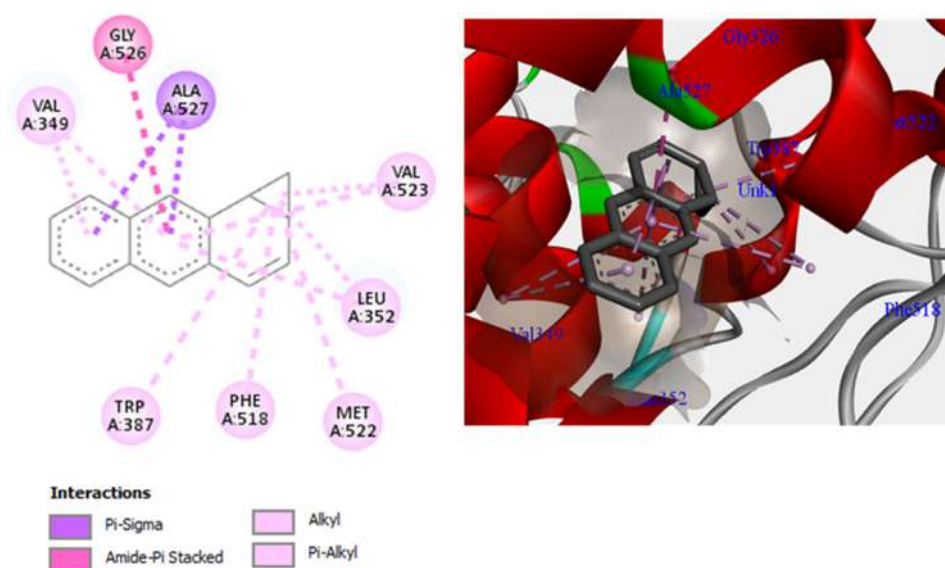 GLY
A:526
VAL
A:349
ALA
A:527
VAL
A:523
LEU
A:352
TRP
A:387
PHE
A:518
MET
A:522
Interactions
Pi-Sigma
Amide-Pi Stacked
Alkyl
Pi-Alkyl
Gly526
Ala527
Trp387
Phe518
Val349